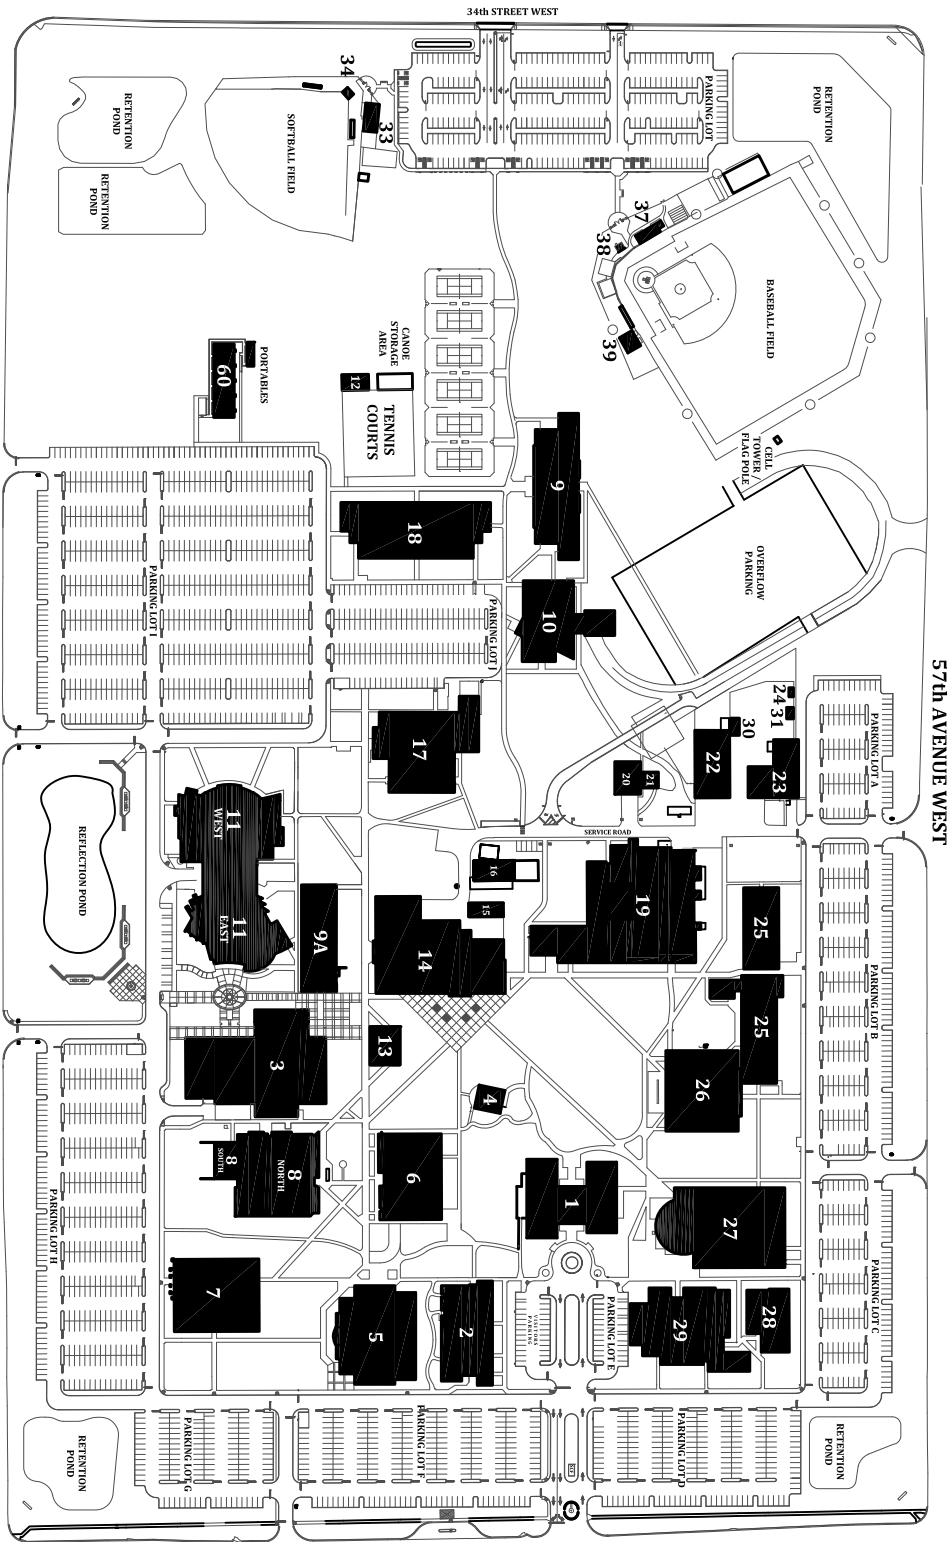 34th STREET WEST
34
33
SOFTBALL FIELD
RETENTION
POND
RETENTION
POND
PARKING LOT
RETENTION
POND
37
38
39
BASEBALL FIELD
CANOE
STORAGE
AREA
12
TENNIS
COURTS
PORTABLES
60
CELL
TOWER /
FLAG POLE
9
18
10
OVERFLOW
PARKING
PARKING LOT I
PARKING LOT J
57th AVENUE WEST
24
31
30
22
23
20
21
PARKING LOT A
17
SERVICE ROAD
11
WEST
11
EAST
REFLECTION POND
9A
16
15
14
19
25
25
PARKING LOT B
13
3
4
26
8
SOUTH
8
NORTH
6
1
27
PARKING LOT H
PARKING LOT C
7
5
2
VISITORS
PARKING
PARKING LOT E
29
28
RETENTION
POND
PARKING LOT G
PARKING LOT F
PARKING LOT D
RETENTION
POND